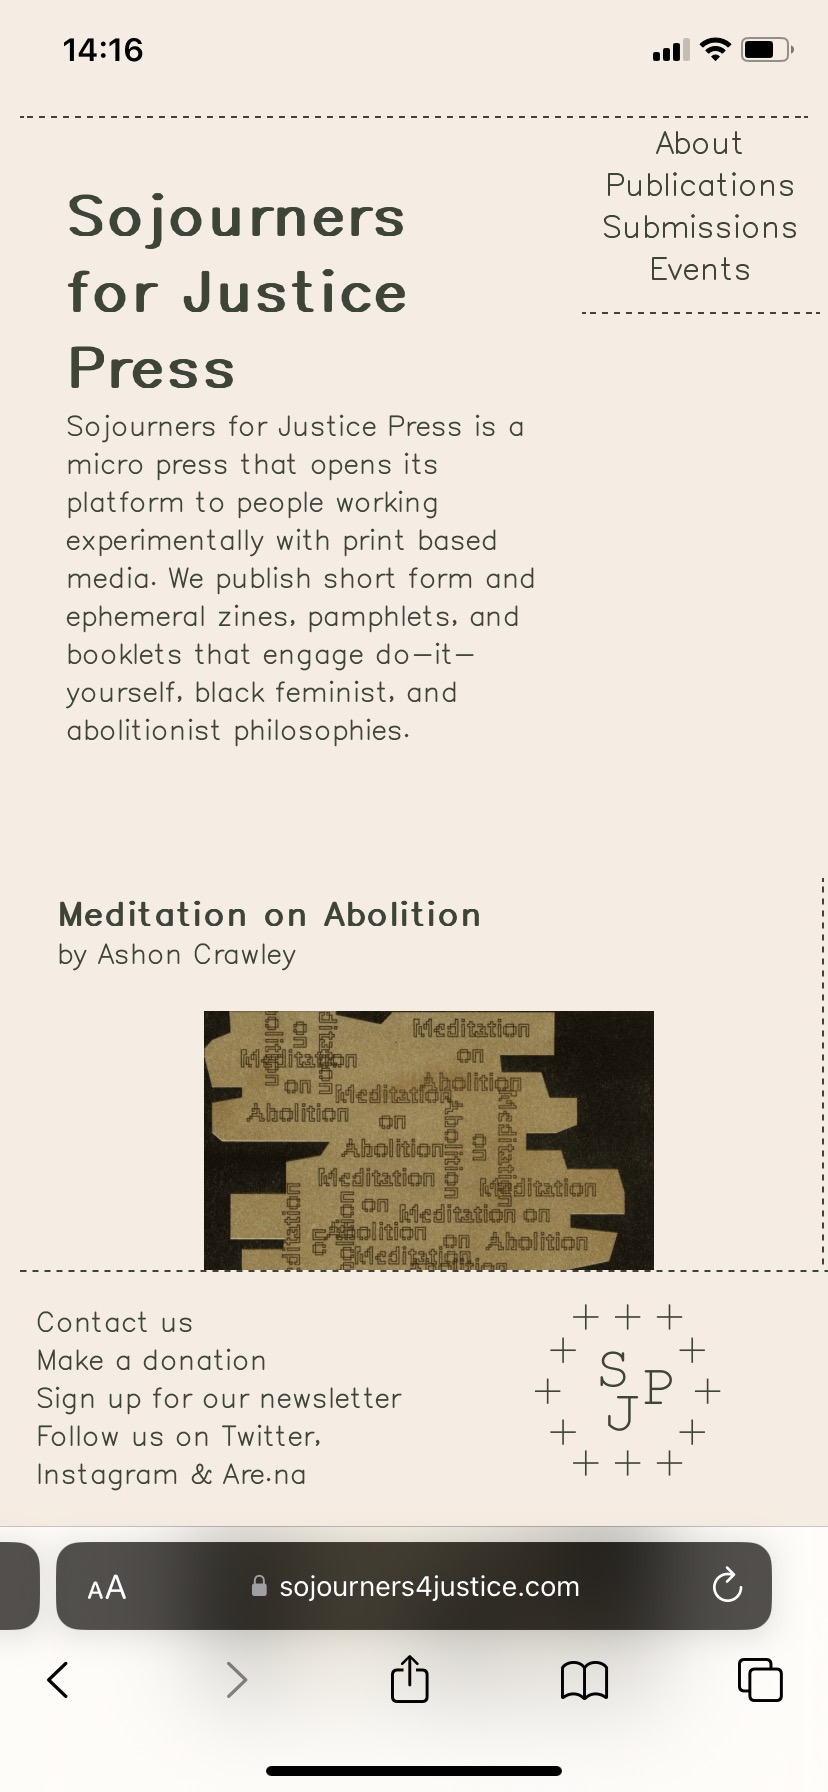 14:16
About
Publications
Submissions
Events
Sojourners
for Justice
Press
Sojourners for Justice Press is a
micro press that opens its
platform to people working
experimentally with print based
media. We publish short form and
ephemeral zines, pamphlets, and
booklets that engage do-it-
yourself, black feminist, and
abolitionist philosophies.
Meditation on Abolition
by Ashon Crawley
Meditation
on
Abolition
Meditation
on
Abolition
Meditation
on
Abolition
Meditation
on
Abolition
Meditation
on
Abolition
Meditation
Meditation on
Abolition
Meditation
on
Contact us
Make a donation
Sign up for our newsletter
Follow us on Twitter,
Instagram & Are.na
S
J
P
AA
sojourners4justice.com